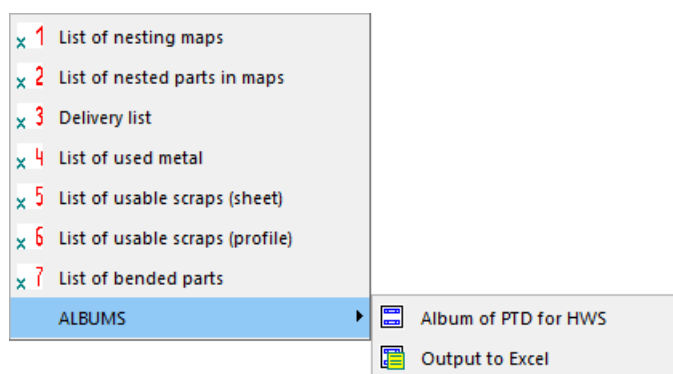 x 1 List of nesting maps
x 2 List of nested parts in maps
x 3 Delivery list
x 4 List of used metal
x 5 List of usable scraps (sheet)
x 6 List of usable scraps (profile)
x 7 List of bended parts
ALBUMS
Album of PTD for HWS
Output to Excel